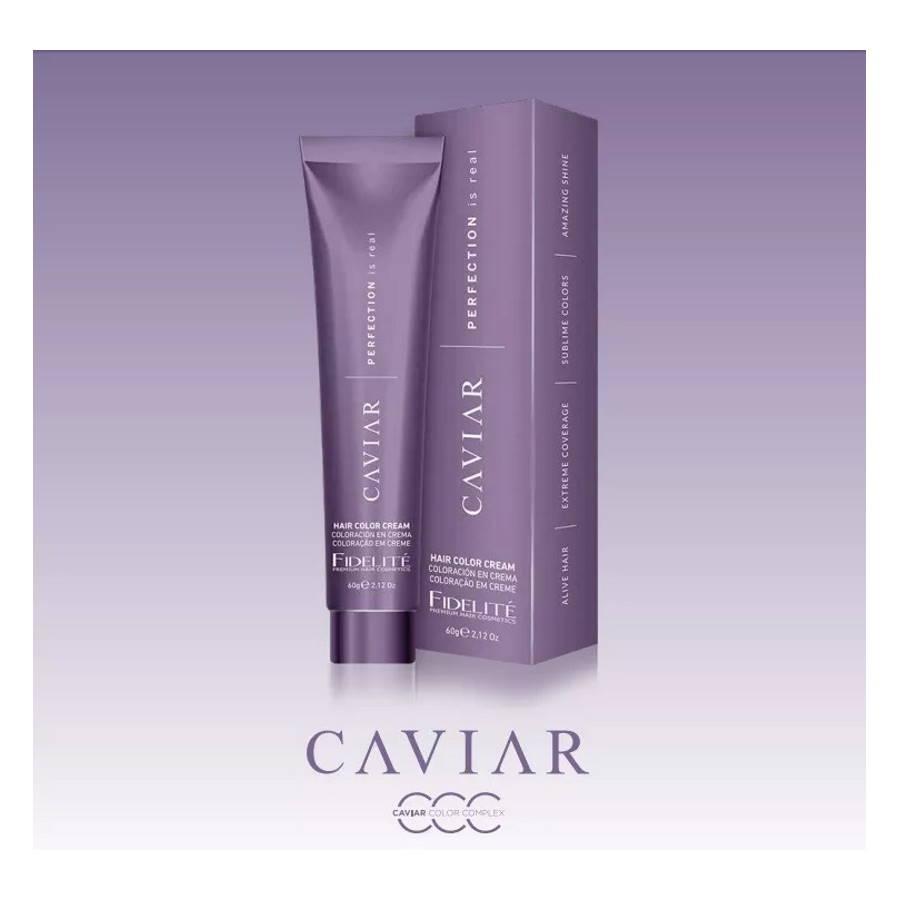 PERFECTION is real
CAVIAR
HAIR COLOR CREAM
COLORACIÓN EN CREMA
COLORAÇÃO EM CREME
FIDELITÉ
PREMIUM HAIR COSMETICS
60g℮2,12 Oz
PERFECTION is real
CAVIAR
HAIR COLOR CREAM
COLORACIÓN EN CREMA
COLORAÇÃO EM CREME
FIDELITÉ
PREMIUM HAIR COSMETICS
60g℮2,12 Oz
ALIVE HAIR | EXTREME COVERAGE | SUBLIME COLORS | AMAZING SHINE
CAVIAR
CCC
CAVIAR COLOR COMPLEX